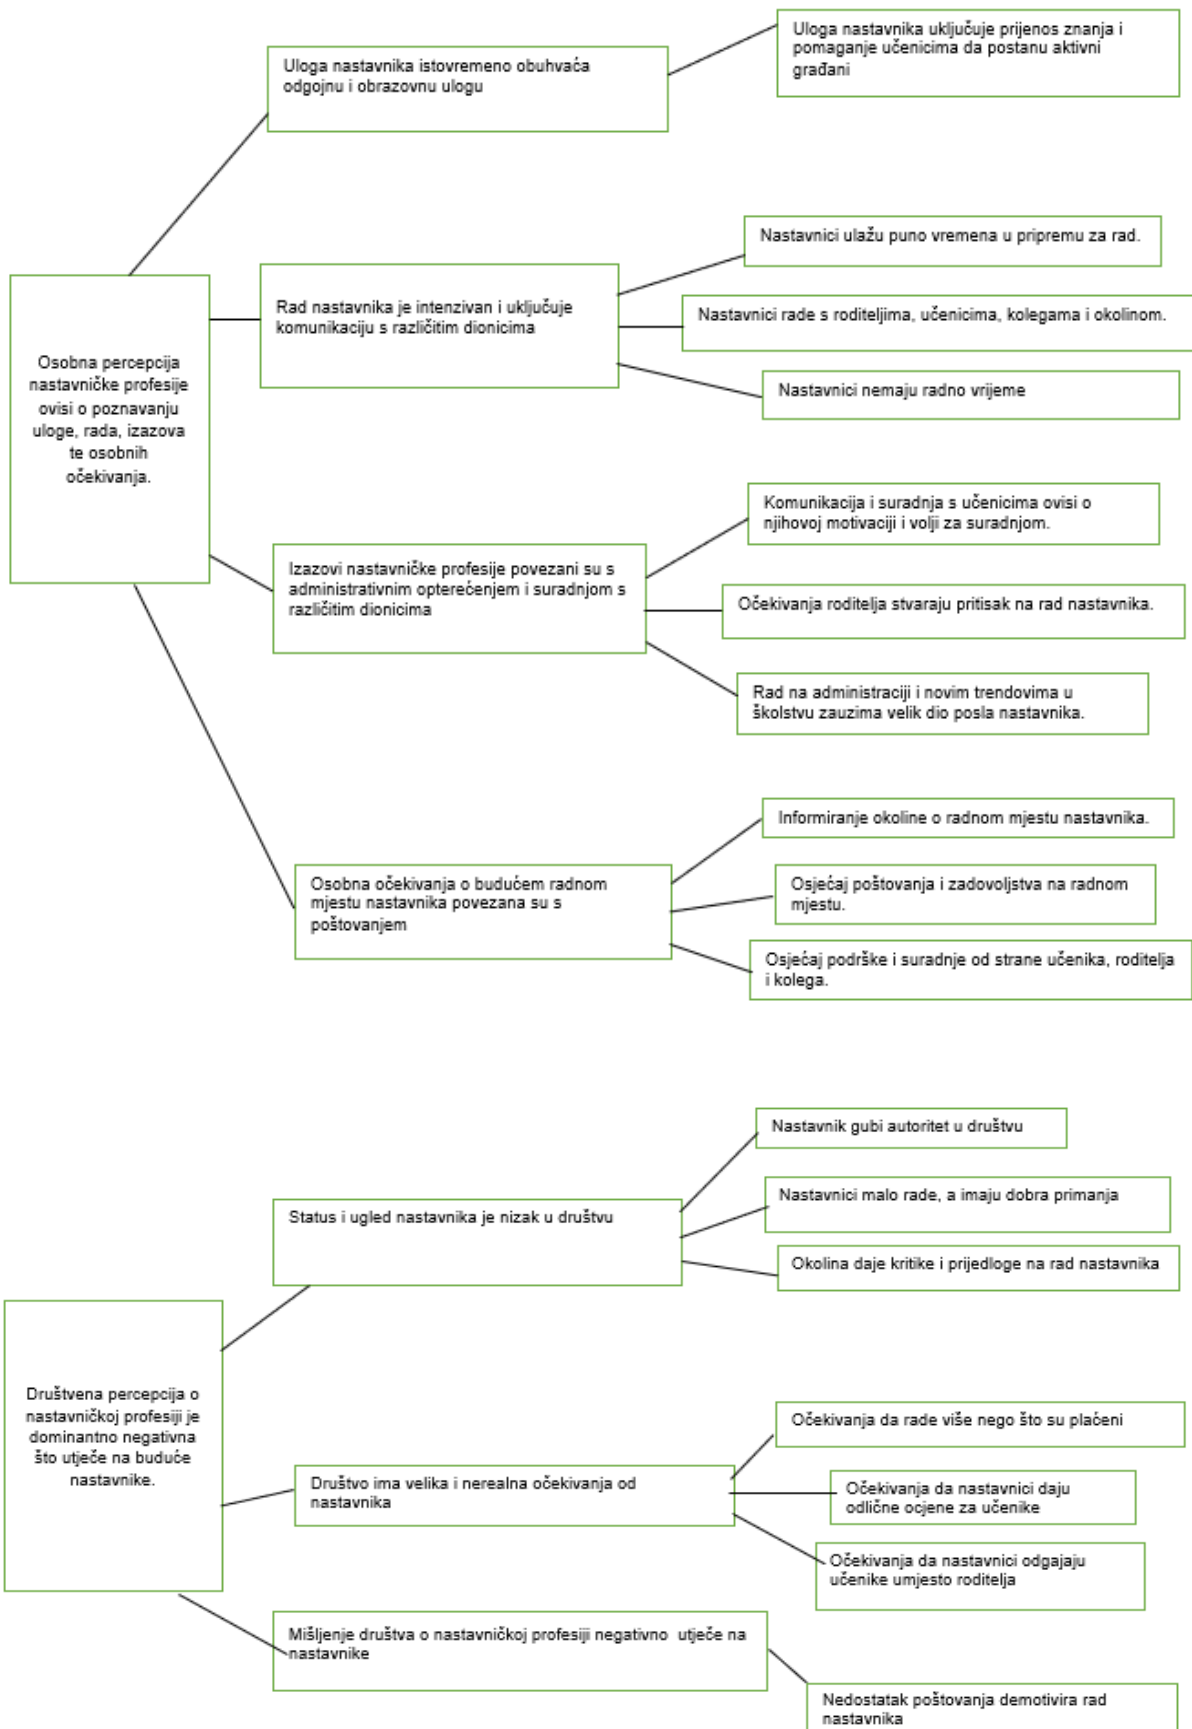 Uloga nastavnika uključuje prijenos znanja i
pomaganje učenicima da postanu aktivni
građani
Uloga nastavnika istovremeno obuhvaća
odgojnu i obrazovnu ulogu
Nastavnici ulažu puno vremena u pripremu za rad.
Rad nastavnika je intenzivan i uključuje
komunikaciju s različitim dionicima
Nastavnici rade s roditeljima, učenicima, kolegama i okolinom.
Nastavnici nemaju radno vrijeme
Osobna percepcija
nastavničke profesije
ovisi o poznavanju
uloge, rada, izazova
te osobnih
očekivanja.
Komunikacija i suradnja s učenicima ovisi o
njihovoj motivaciji i volji za suradnjom.
Izazovi nastavničke profesije povezani su s
administrativnim opterećenjem i suradnjom s
različitim dionicima
Očekivanja roditelja stvaraju pritisak na rad nastavnika.
Rad na administraciji i novim trendovima u
školstvu zauzima velik dio posla nastavnika.
Informiranje okoline o radnom mjestu nastavnika.
Osobna očekivanja o budućem radnom
mjestu nastavnika povezana su s
poštovanjem
Osjećaj poštovanja i zadovoljstva na radnom
mjestu.
Osjećaj podrške i suradnje od strane učenika, roditelja
i kolega.
Nastavnik gubi autoritet u društvu
Status i ugled nastavnika je nizak u društvu
Nastavnici malo rade, a imaju dobra primanja
Okolina daje kritike i prijedloge na rad nastavnika
Društvena percepcija o
nastavničkoj profesiji je
dominantno negativna
što utječe na buduće
nastavnike.
Očekivanja da rade više nego što su plaćeni
Društvo ima velika i nerealna očekivanja od
nastavnika
Očekivanja da nastavnici daju
odlične ocjene za učenike
Očekivanja da nastavnici odgajaju
učenike umjesto roditelja
Mišljenje društva o nastavničkoj profesiji negativno utječe na
nastavnike
Nedostatak poštovanja demotivira rad
nastavnika